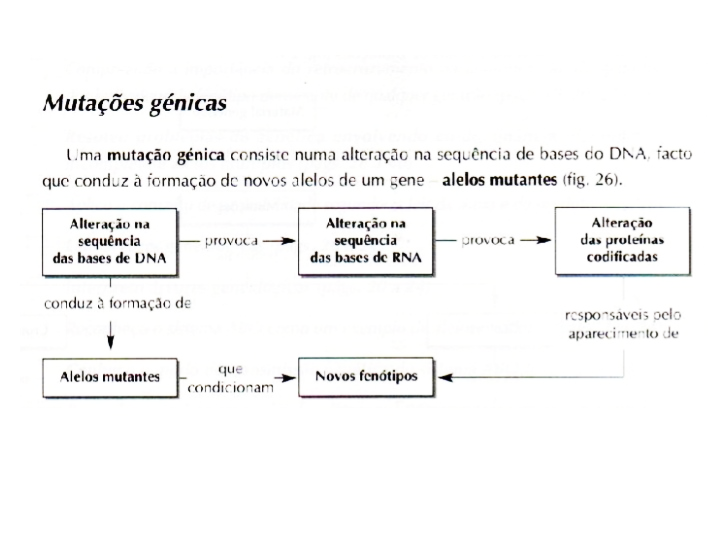 Mutações génicas
Uma mutação génica consiste numa alteração na sequência de bases do DNA, facto
que conduz à formação de novos alelos de um gene – alelos mutantes (fig. 26).
Alteração na
sequência
das bases de DNA
provoca
Alteração na
sequência
das bases de RNA
provoca
Alteração
das proteínas
codificadas
conduz à formação de
responsáveis pelo
aparecimento de
Alelos mutantes
que
condicionam
Novos fenótipos